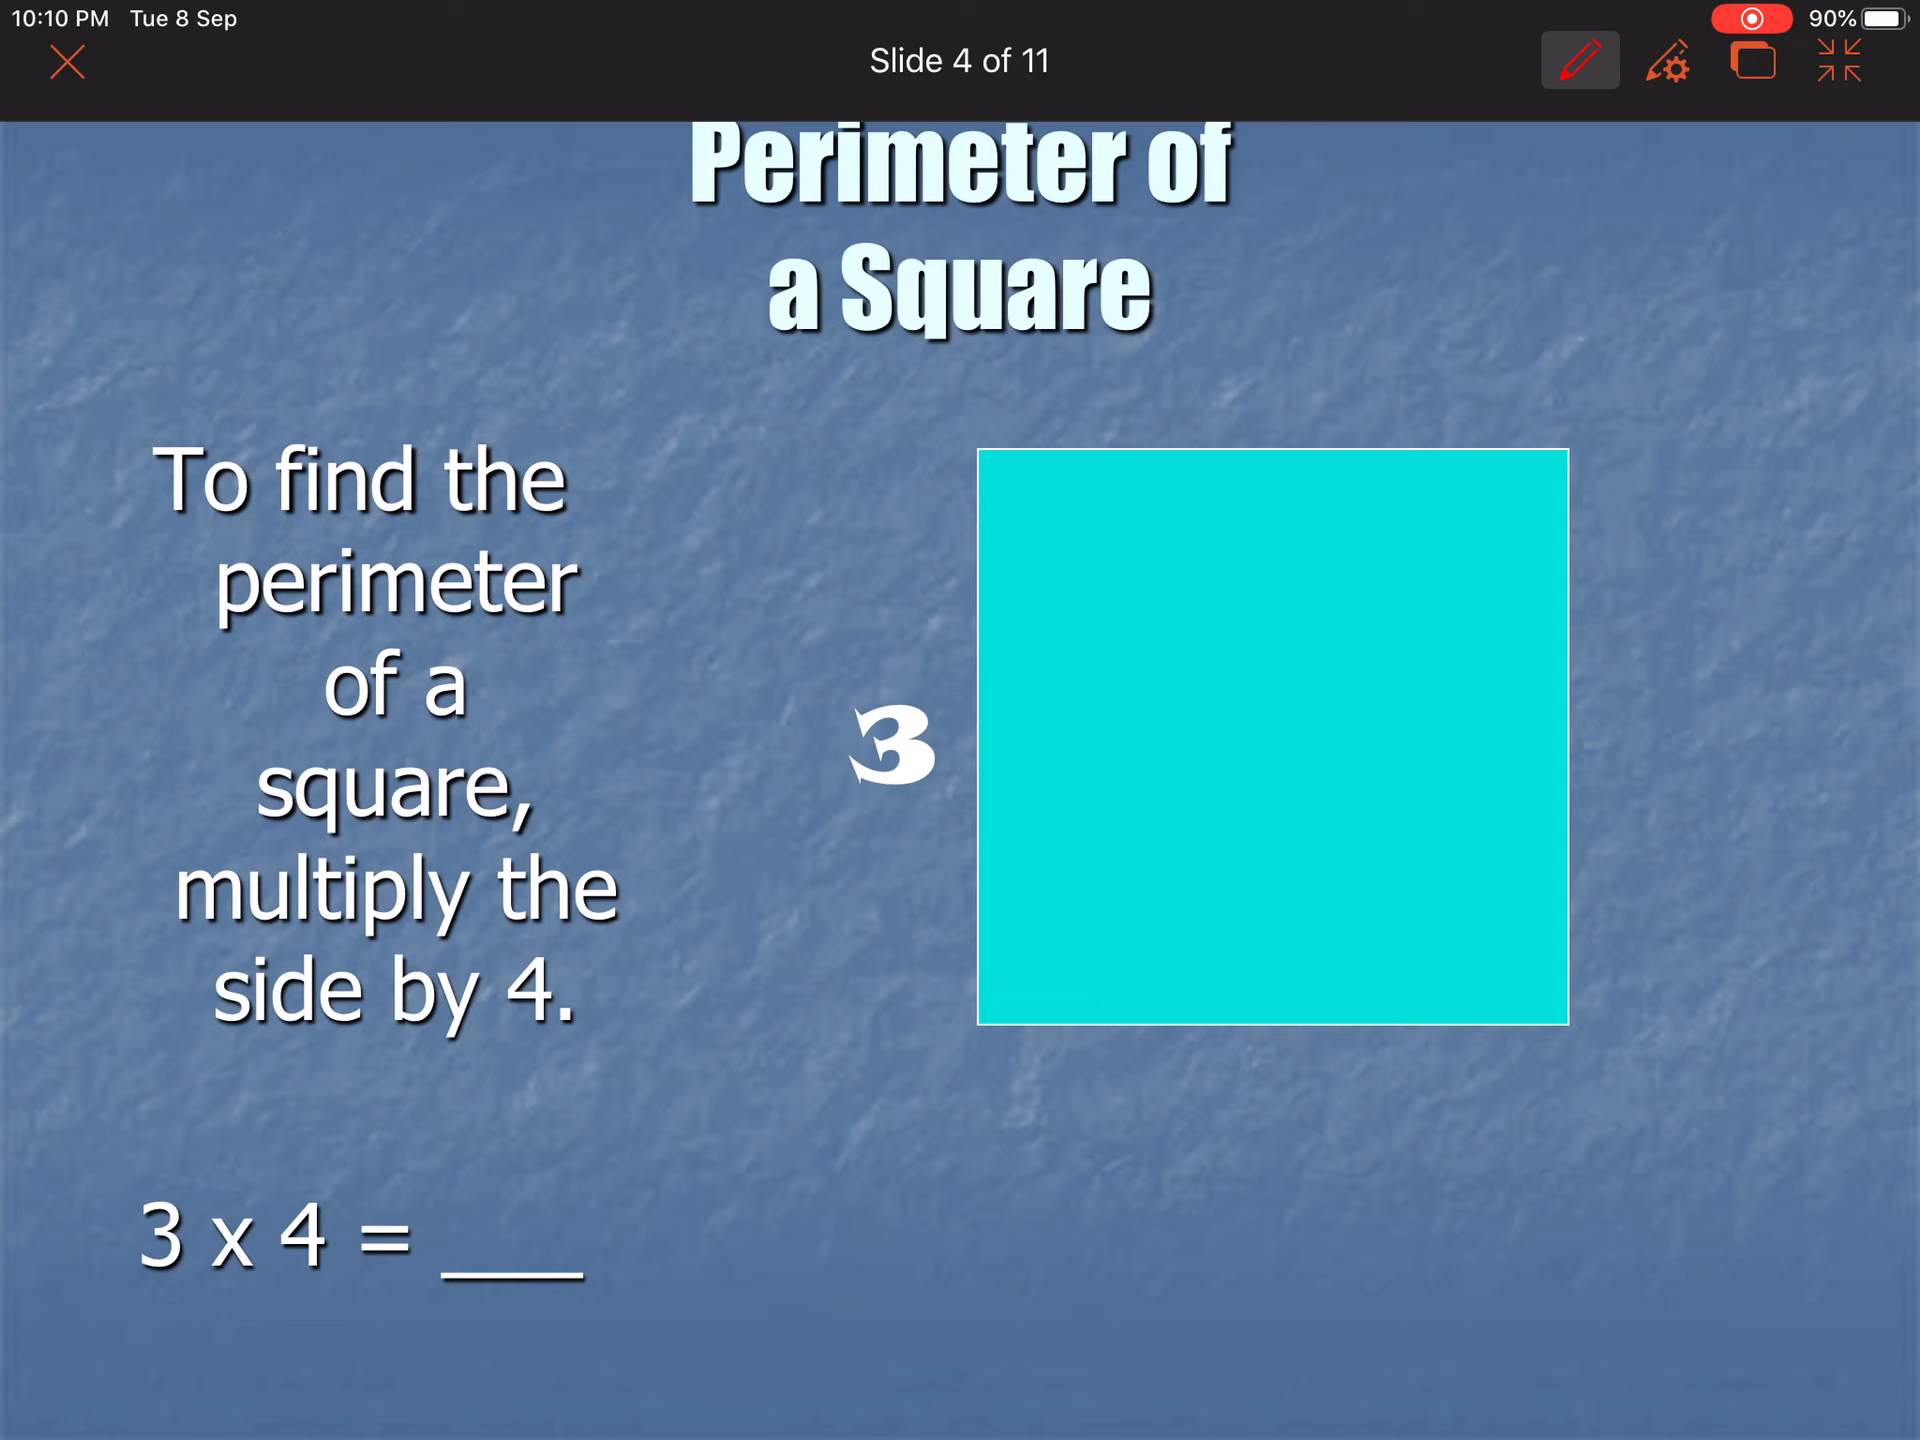 10:10 PM Tue 8 Sep
90%
Slide 4 of 11
Perimeter of
a Square
To find the
perimeter
of a
square,
multiply the
side by 4.
3
3 x 4 = ___